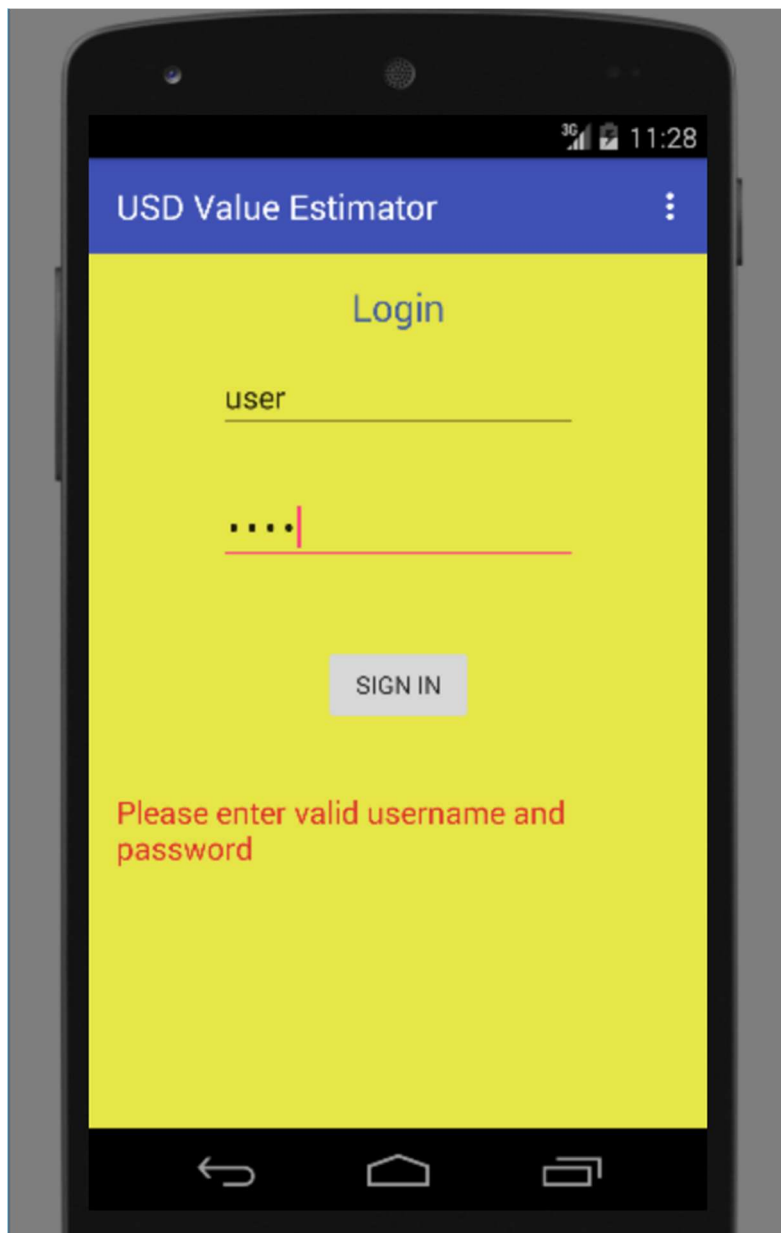 3G 11:28
USD Value Estimator
Login
user
••••
SIGN IN
Please enter valid username and
password